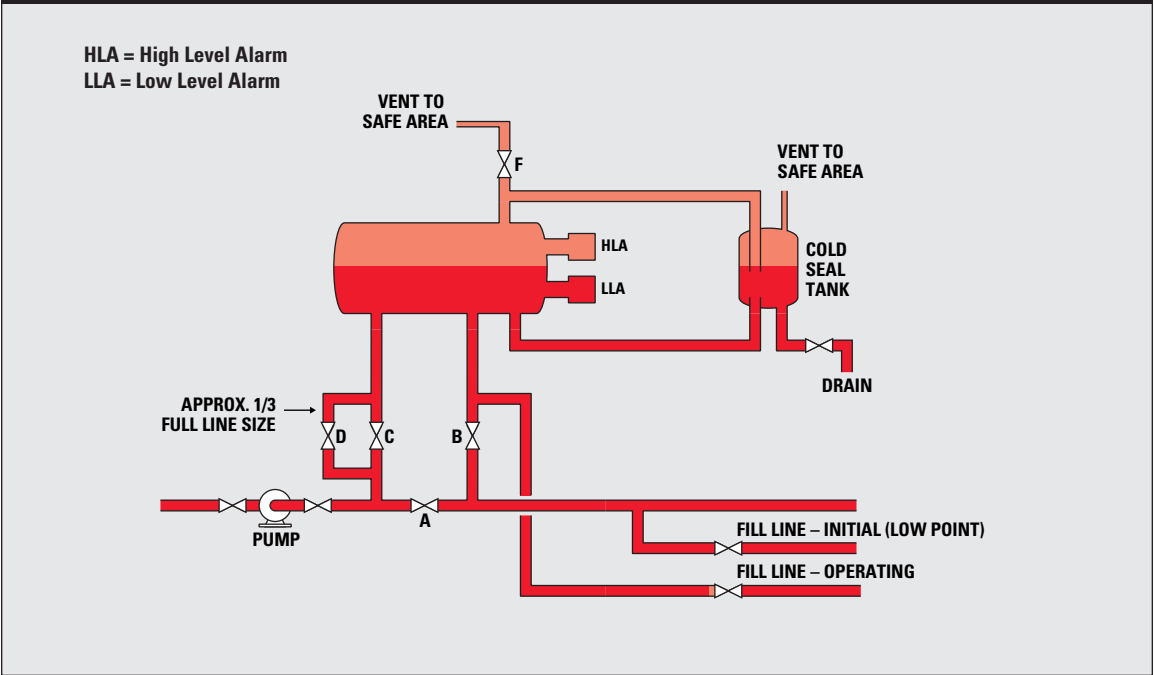 HLA = High Level Alarm
LLA = Low Level Alarm
VENT TO
SAFE AREA
F
VENT TO
SAFE AREA
HLA
LLA
COLD
SEAL
TANK
DRAIN
APPROX. 1/3
FULL LINE SIZE
D
C
B
A
PUMP
FILL LINE – INITIAL (LOW POINT)
FILL LINE – OPERATING